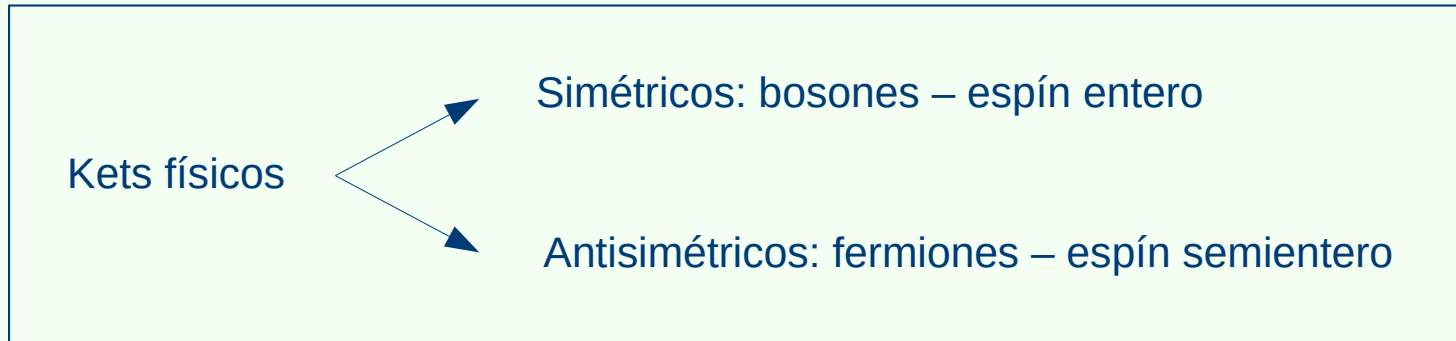 Simétricos: bosones – espín entero
Kets físicos
Antisimétricos: fermiones – espín semientero